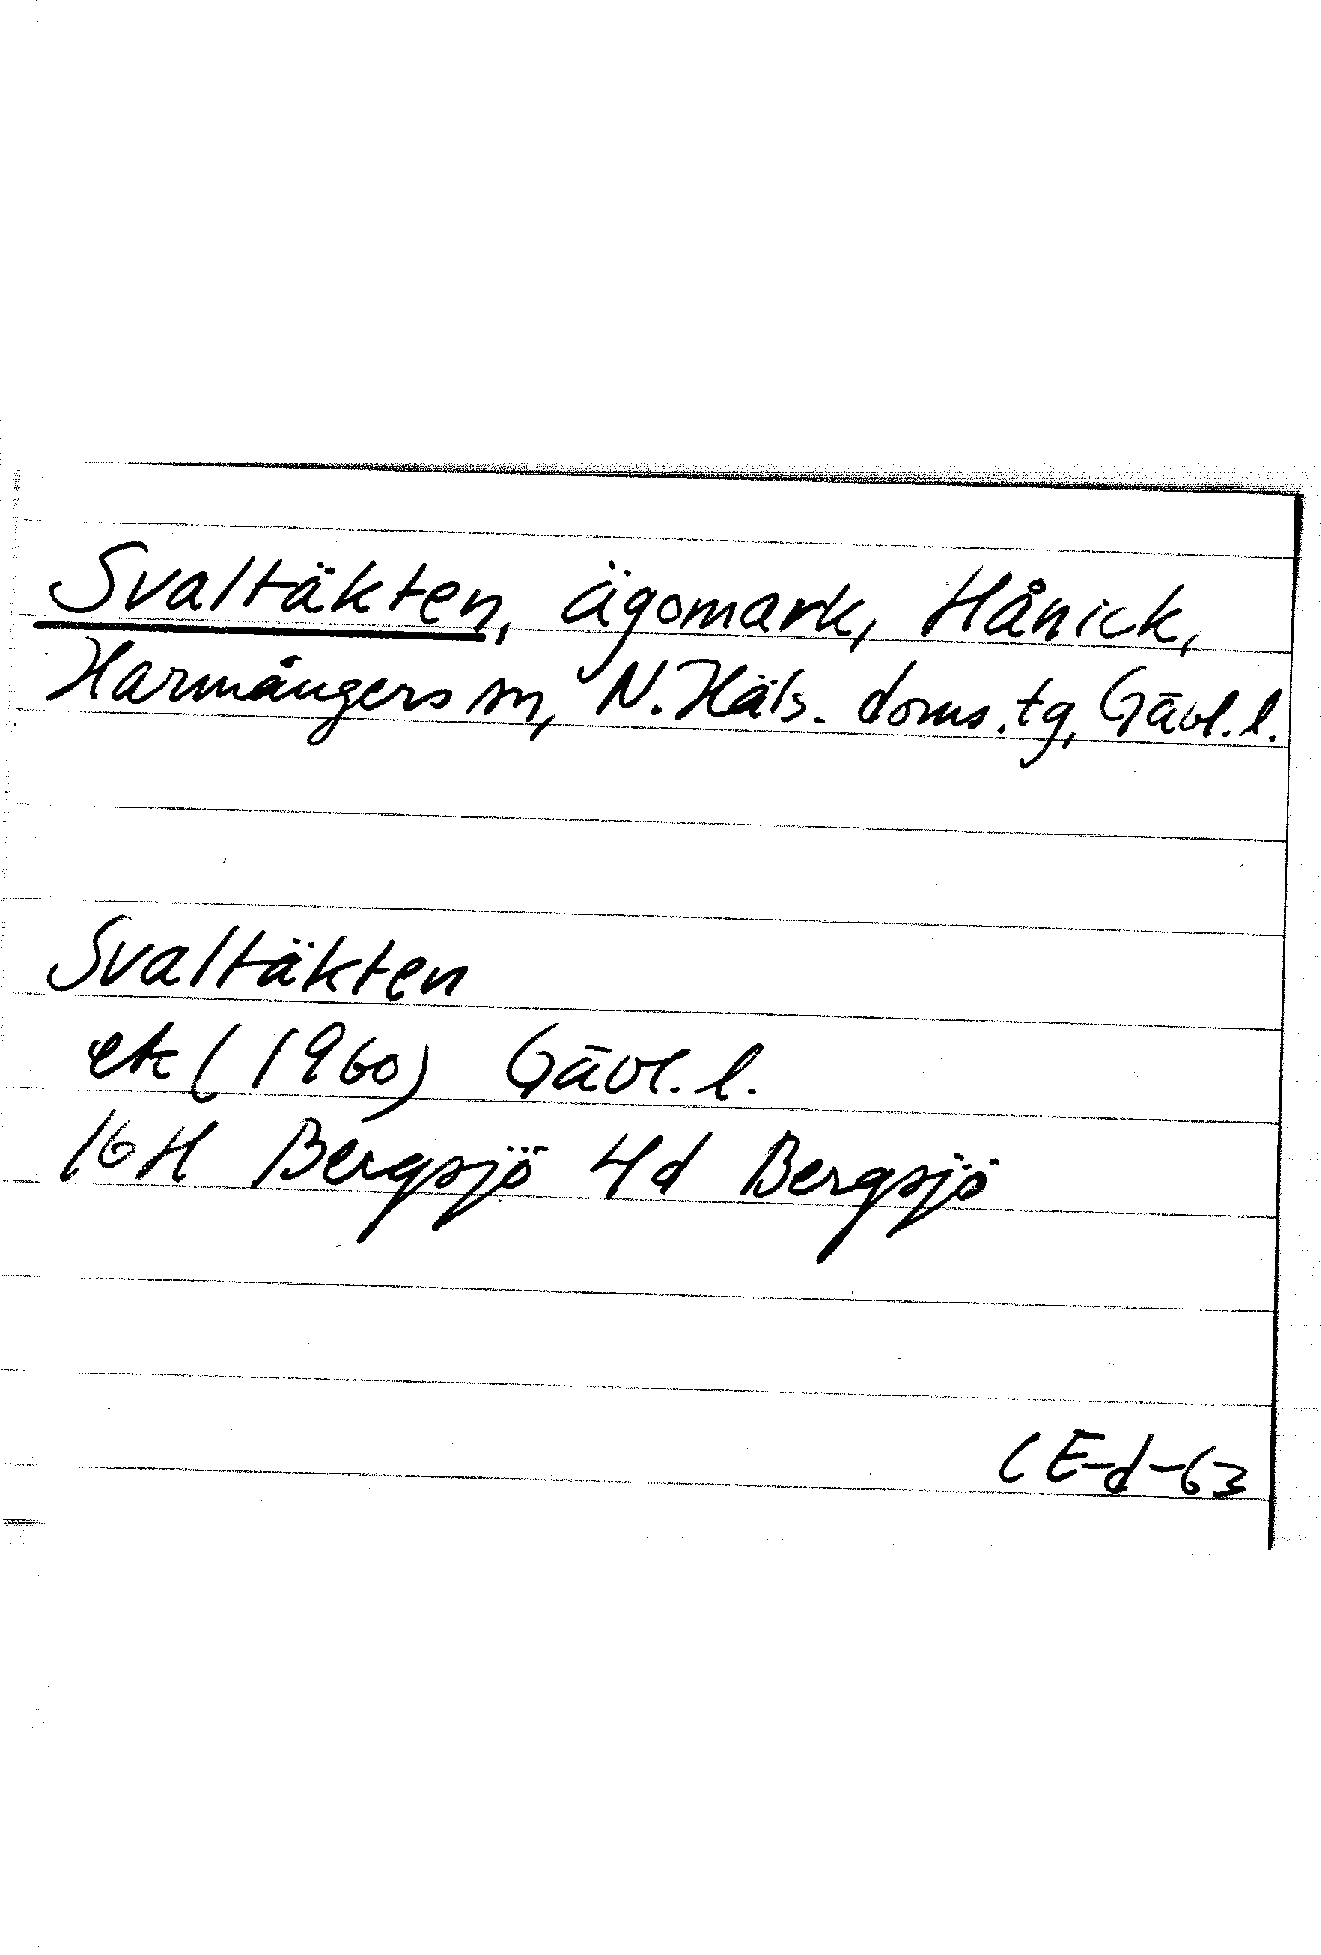 Svaltäkten, ägomark, Hånick,
Harmångers sn, N. Häls. doms. tg, Gävl. l.
Svaltäkten
ek (1960) Gävl. l.
16H Bergsjö 4d Bergsjö
CE-d-63